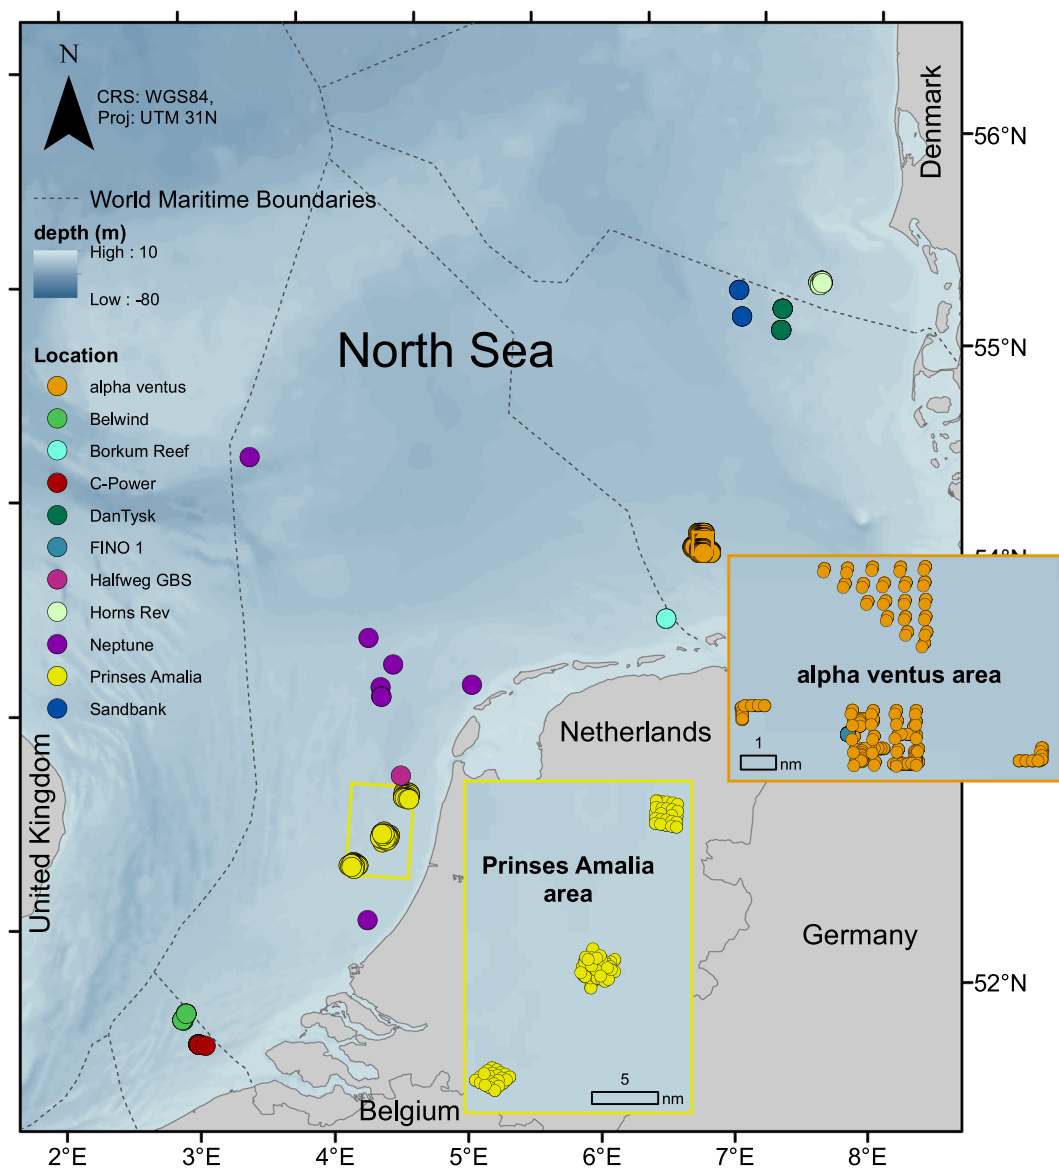 N
CRS: WGS84,
Proj: UTM 31N
World Maritime Boundaries
depth (m)
High : 10
Low : -80
Location
alpha ventus
Belwind
Borkum Reef
C-Power
DanTysk
FINO 1
Halfweg GBS
Horns Rev
Neptune
Prinses Amalia
Sandbank
North Sea
Denmark
United Kingdom
Netherlands
Germany
Belgium
alpha ventus area
1
nm
Prinses Amalia
area
5
nm
56°N
55°N
54°N
52°N
2°E
3°E
4°E
5°E
6°E
7°E
8°E